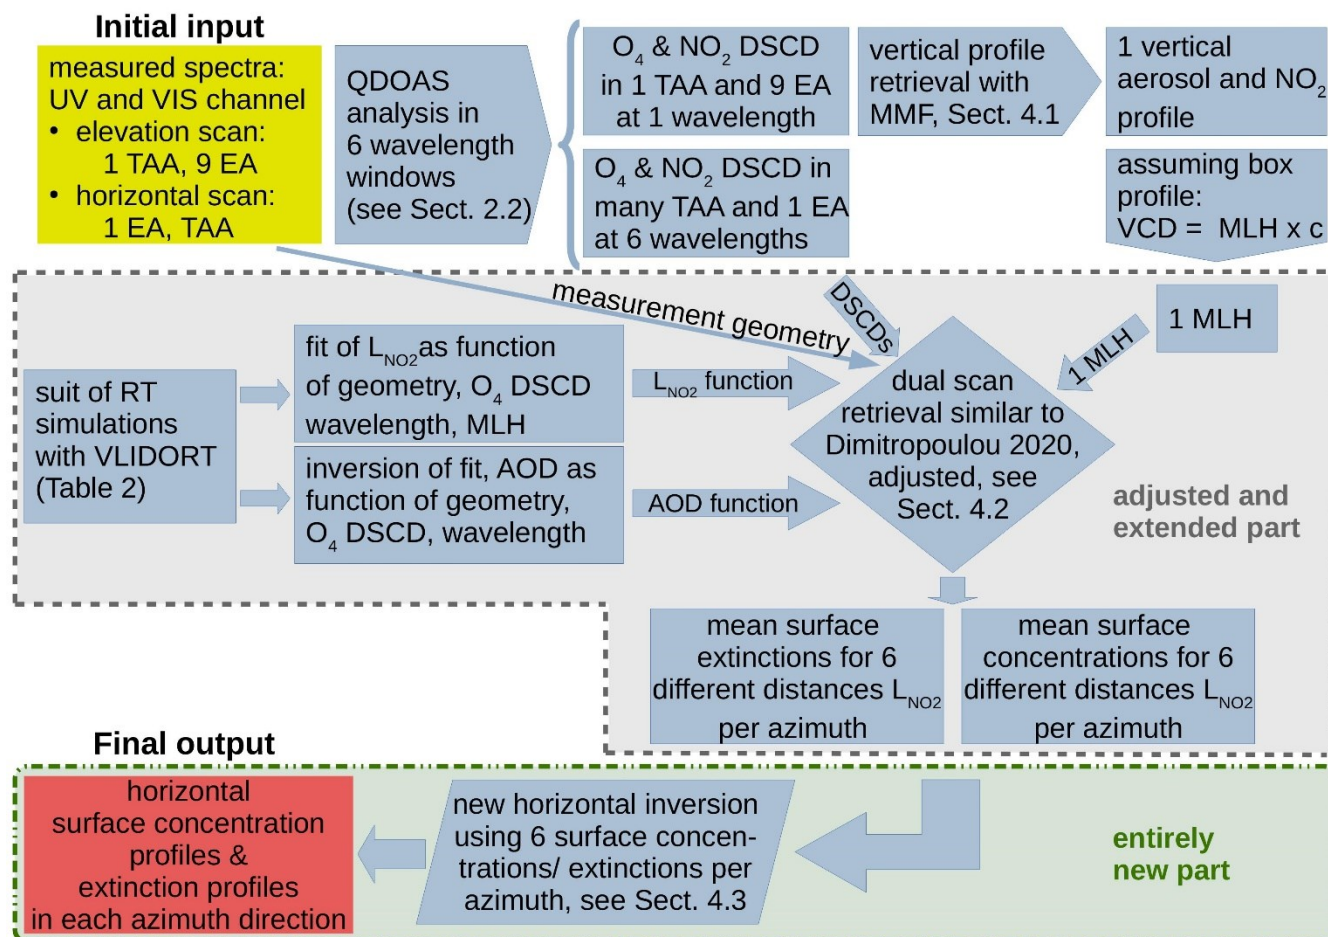 Initial input
measured spectra:
UV and VIS channel
• elevation scan:
1 TAA, 9 EA
• horizontal scan:
1 EA, TAA
QDOAS
analysis in
6 wavelength
windows
(see Sect. 2.2)
O₄ & NO₂ DSCD
in 1 TAA and 9 EA
at 1 wavelength
O₄ & NO₂ DSCD in
many TAA and 1 EA
at 6 wavelengths
vertical profile
retrieval with
MMF, Sect. 4.1
1 vertical
aerosol and NO₂
profile
assuming box
profile:
VCD = MLH x c
measurement geometry
DSCDs
1 MLH
1 MLH
suit of RT
simulations
with VLIDORT
(Table 2)
fit of L_NO2 as function
of geometry, O₄ DSCD
wavelength, MLH
inversion of fit, AOD as
function of geometry,
O₄ DSCD, wavelength
L_NO2 function
AOD function
dual scan
retrieval similar to
Dimitropoulou 2020,
adjusted, see
Sect. 4.2
adjusted and
extended part
mean surface
extinctions for 6
different distances L_NO2
per azimuth
mean surface
concentrations for 6
different distances L_NO2
per azimuth
Final output
horizontal
surface concentration
profiles &
extinction profiles
in each azimuth direction
new horizontal inversion
using 6 surface concen-
trations/ extinctions per
azimuth, see Sect. 4.3
entirely
new part